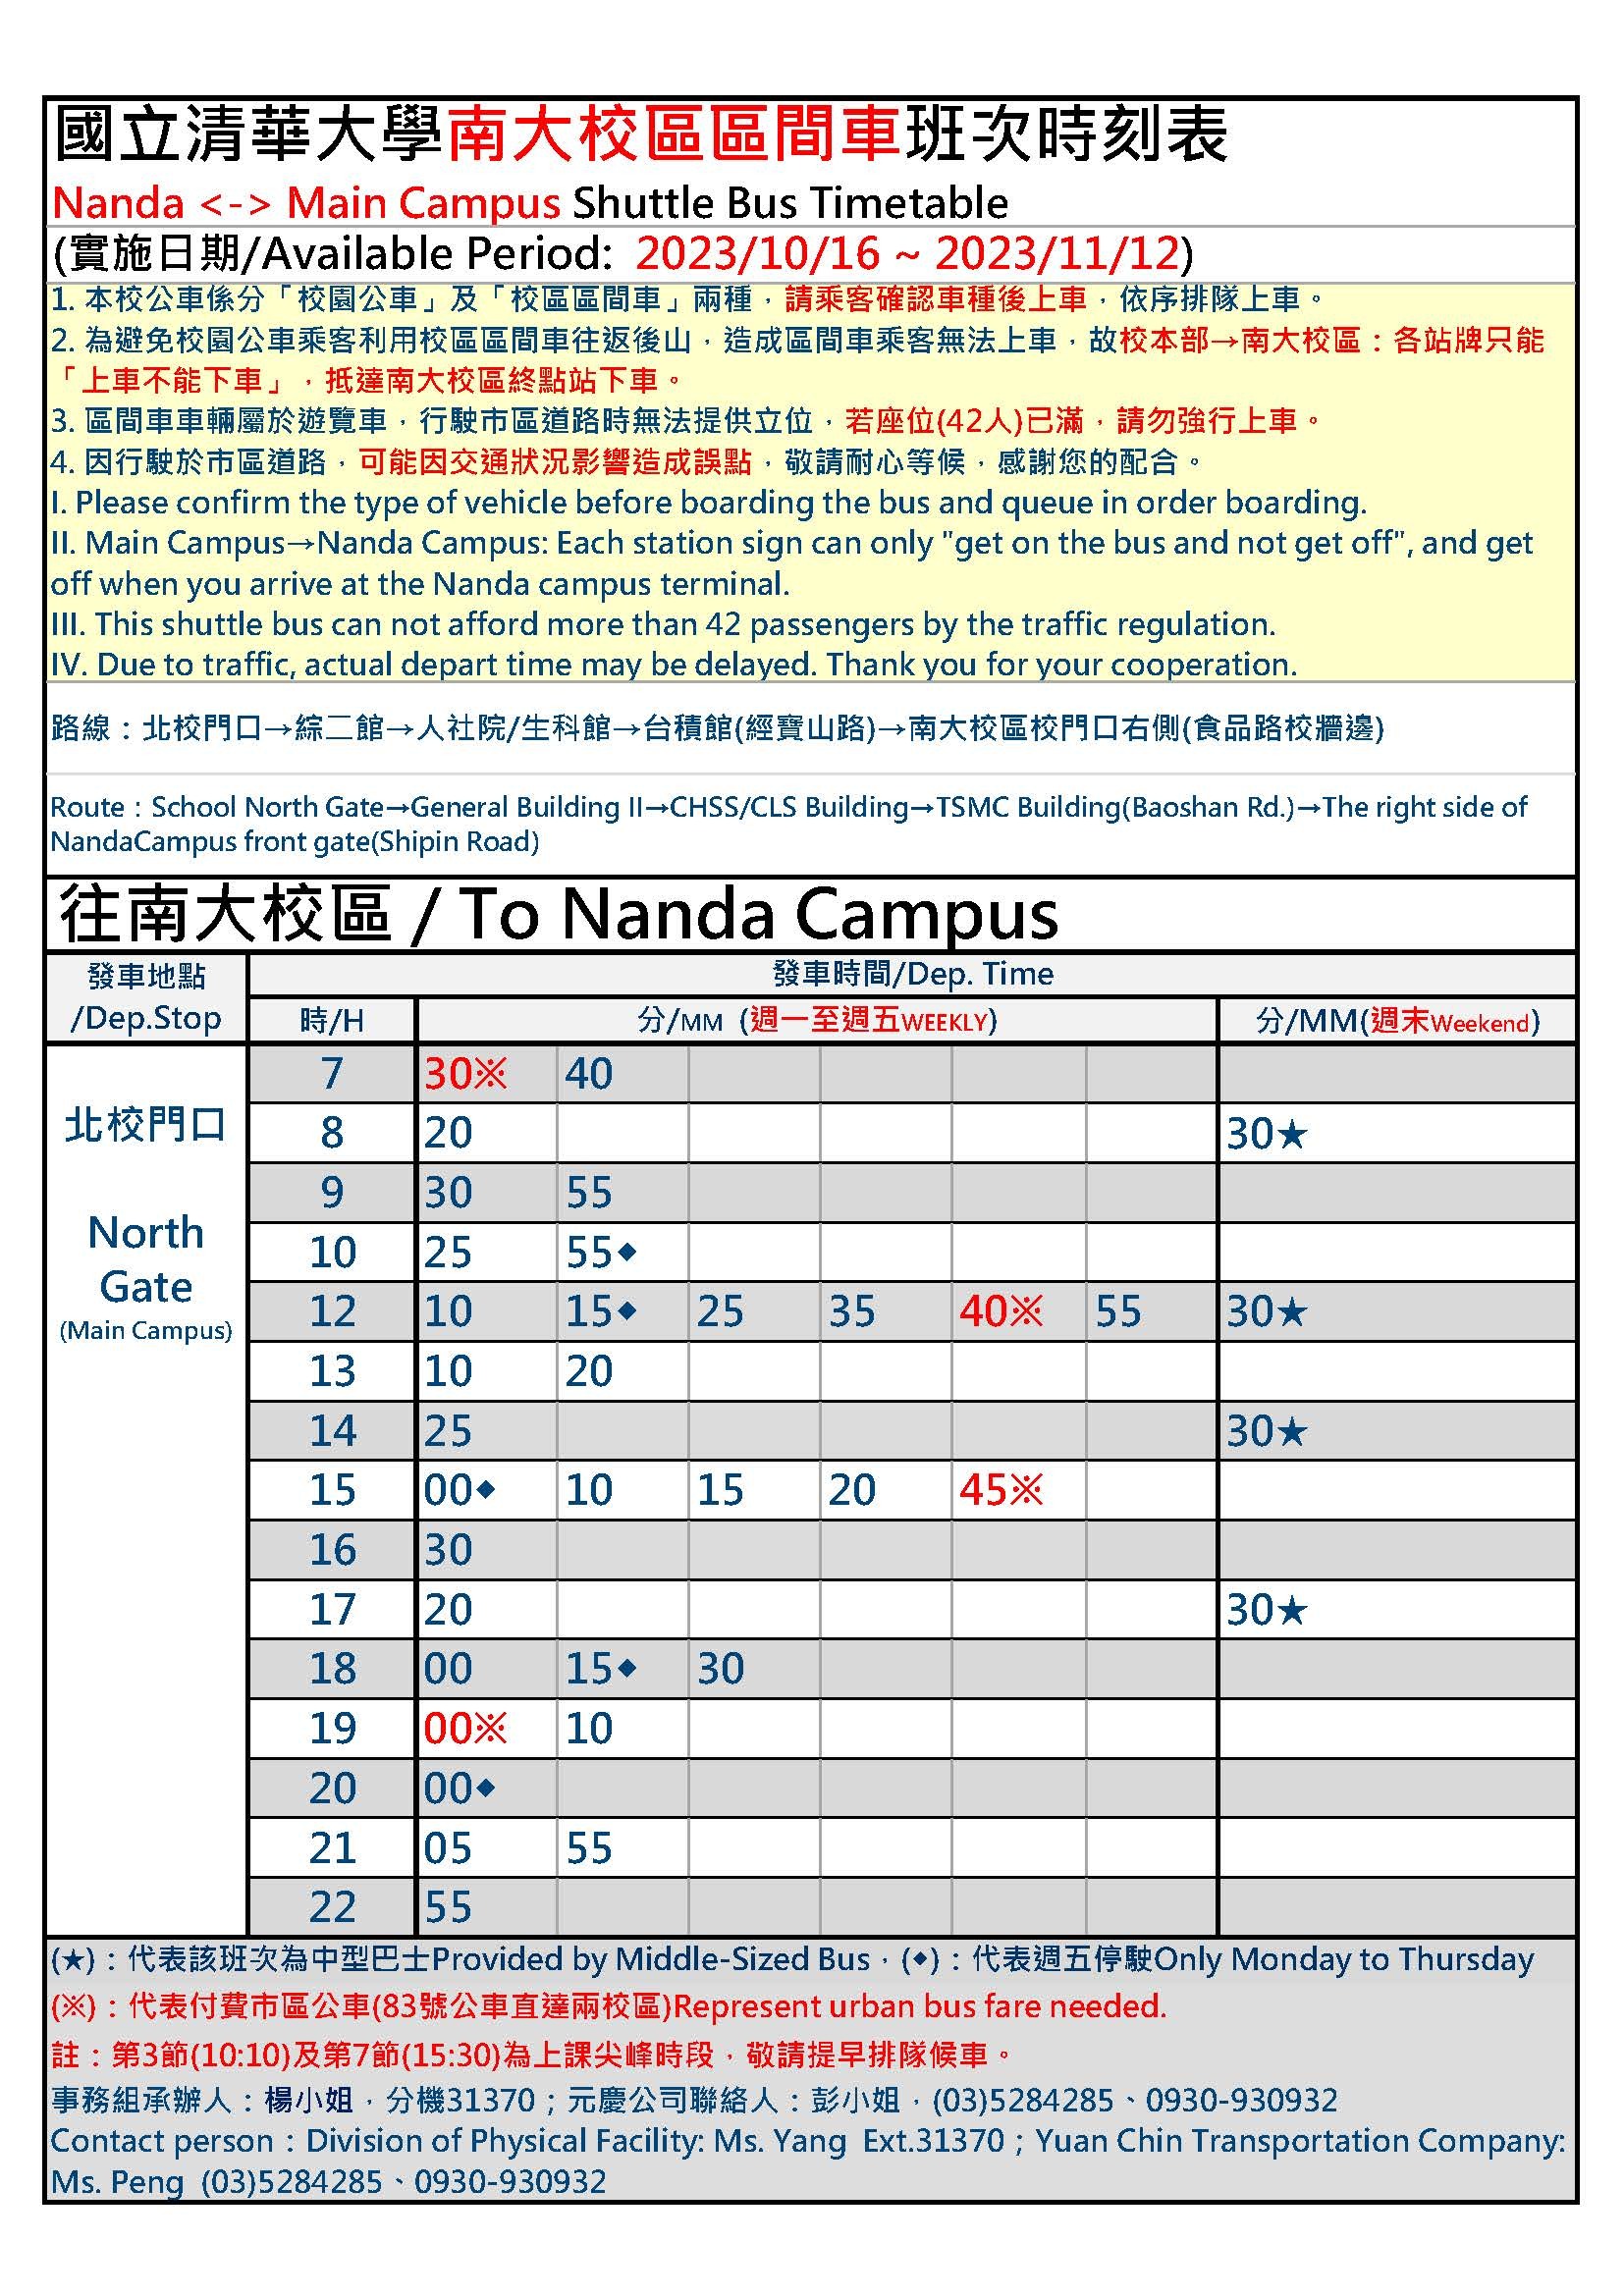 國立清華大學南大校區區間車班次時刻表
Nanda <-> Main Campus Shuttle Bus Timetable
(實施日期/Available Period: 2023/10/16 ~ 2023/11/12)
1. 本校公車係分「校園公車」及「校區區間車」兩種，請乘客確認車種後上車，依序排隊上車。
2. 為避免校園公車乘客利用校區區間車往返後山，造成區間車乘客無法上車，故校本部→南大校區：各站牌只能
「上車不能下車」，抵達南大校區終點站下車。
3. 區間車車輛屬於遊覽車，行駛市區道路時無法提供立位，若座位(42人)已滿，請勿強行上車。
4. 因行駛於市區道路，可能因交通狀況影響造成誤點，敬請耐心等候，感謝您的配合。
I. Please confirm the type of vehicle before boarding the bus and queue in order boarding.
II. Main Campus→Nanda Campus: Each station sign can only "get on the bus and not get off", and get
off when you arrive at the Nanda campus terminal.
III. This shuttle bus can not afford more than 42 passengers by the traffic regulation.
IV. Due to traffic, actual depart time may be delayed. Thank you for your cooperation.
路線：北校門口→綜二館→人社院/生科館→台積館(經寶山路)→南大校區校門口右側(食品路校牆邊)
Route：School North Gate→General Building II→CHSS/CLS Building→TSMC Building(Baoshan Rd.)→The right side of
NandaCampus front gate(Shipin Road)
往南大校區 / To Nanda Campus
發車地點 發車時間/Dep. Time
/Dep.Stop 時/H 分/MM (週一至週五WEEKLY) 分/MM(週末Weekend)
北校門口
North
Gate
(Main Campus)
7 30※ 40
8 20 30★
9 30 55
10 25 55◆
12 10 15◆ 25 35 40※ 55 30★
13 10 20
14 25 30★
15 00◆ 10 15 20 45※
16 30
17 20 30★
18 00 15◆ 30
19 00※ 10
20 00◆
21 05 55
22 55
(★)：代表該班次為中型巴士Provided by Middle-Sized Bus，(◆)：代表週五停駛Only Monday to Thursday
(※)：代表付費市區公車(83號公車直達兩校區)Represent urban bus fare needed.
註：第3節(10:10)及第7節(15:30)為上課尖峰時段，敬請提早排隊候車。
事務組承辦人：楊小姐，分機31370；元慶公司聯絡人：彭小姐，(03)5284285、0930-930932
Contact person：Division of Physical Facility: Ms. Yang Ext.31370；Yuan Chin Transportation Company:
Ms. Peng (03)5284285、0930-930932